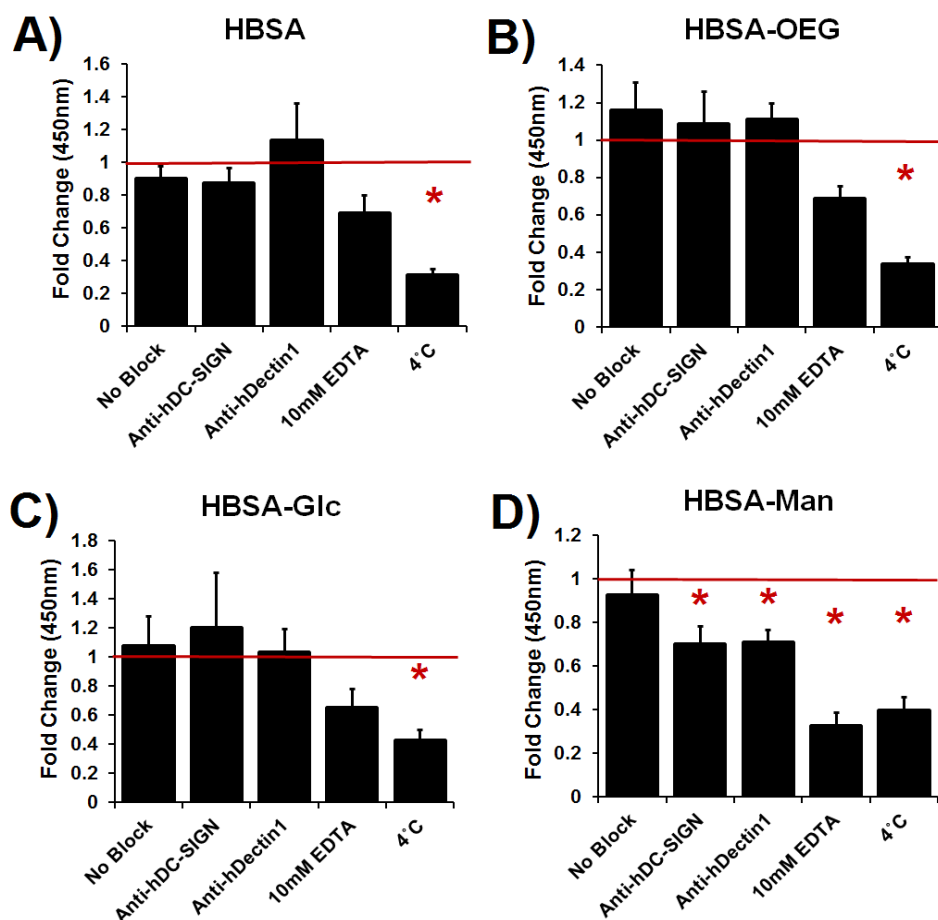 A)
HBSA
Fold Change (450nm)
1.6
1.4
1.2
1
0.8
0.6
0.4
0.2
0
*
No Block
Anti-hDC-SIGN
Anti-hDectin1
10mM EDTA
4˚C
B)
HBSA-OEG
Fold Change (450nm)
1.4
1.2
1
0.8
0.6
0.4
0.2
0
*
No Block
Anti-hDC-SIGN
Anti-hDectin1
10mM EDTA
4˚C
C)
HBSA-Glc
Fold Change (450nm)
1.8
1.6
1.4
1.2
1
0.8
0.6
0.4
0.2
0
*
No Block
Anti-hDC-SIGN
Anti-hDectin1
10mM EDTA
4˚C
D)
HBSA-Man
Fold Change (450nm)
1.2
1
0.8
0.6
0.4
0.2
0
* * * *
No Block
Anti-hDC-SIGN
Anti-hDectin1
10mM EDTA
4˚C